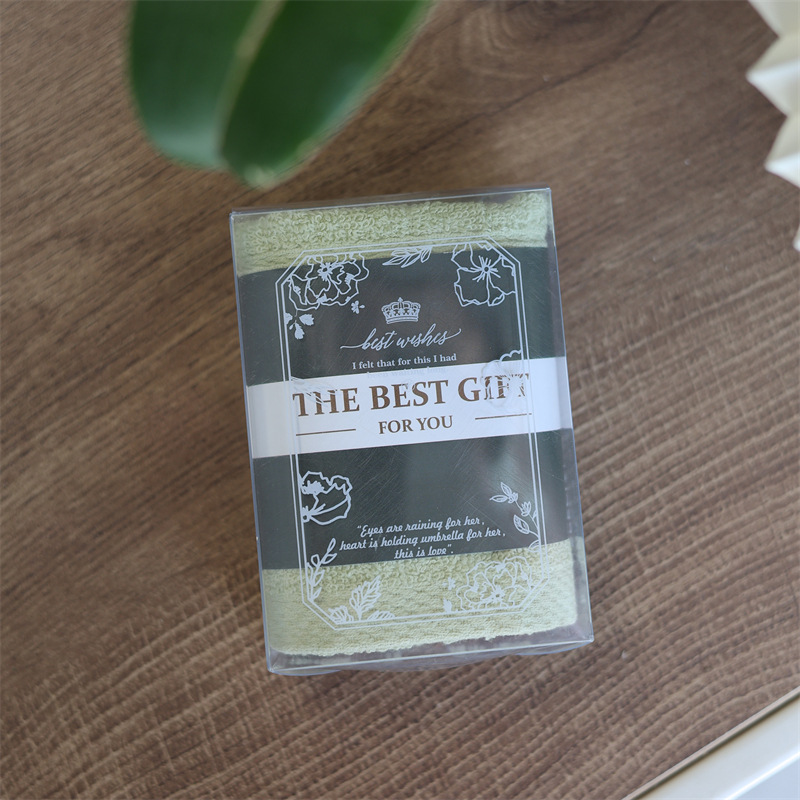 best wishes
I felt that for this I had
THE BEST GIFT
FOR YOU
"Eyes are raining for her,
heart is holding umbrella for her,
this is love".